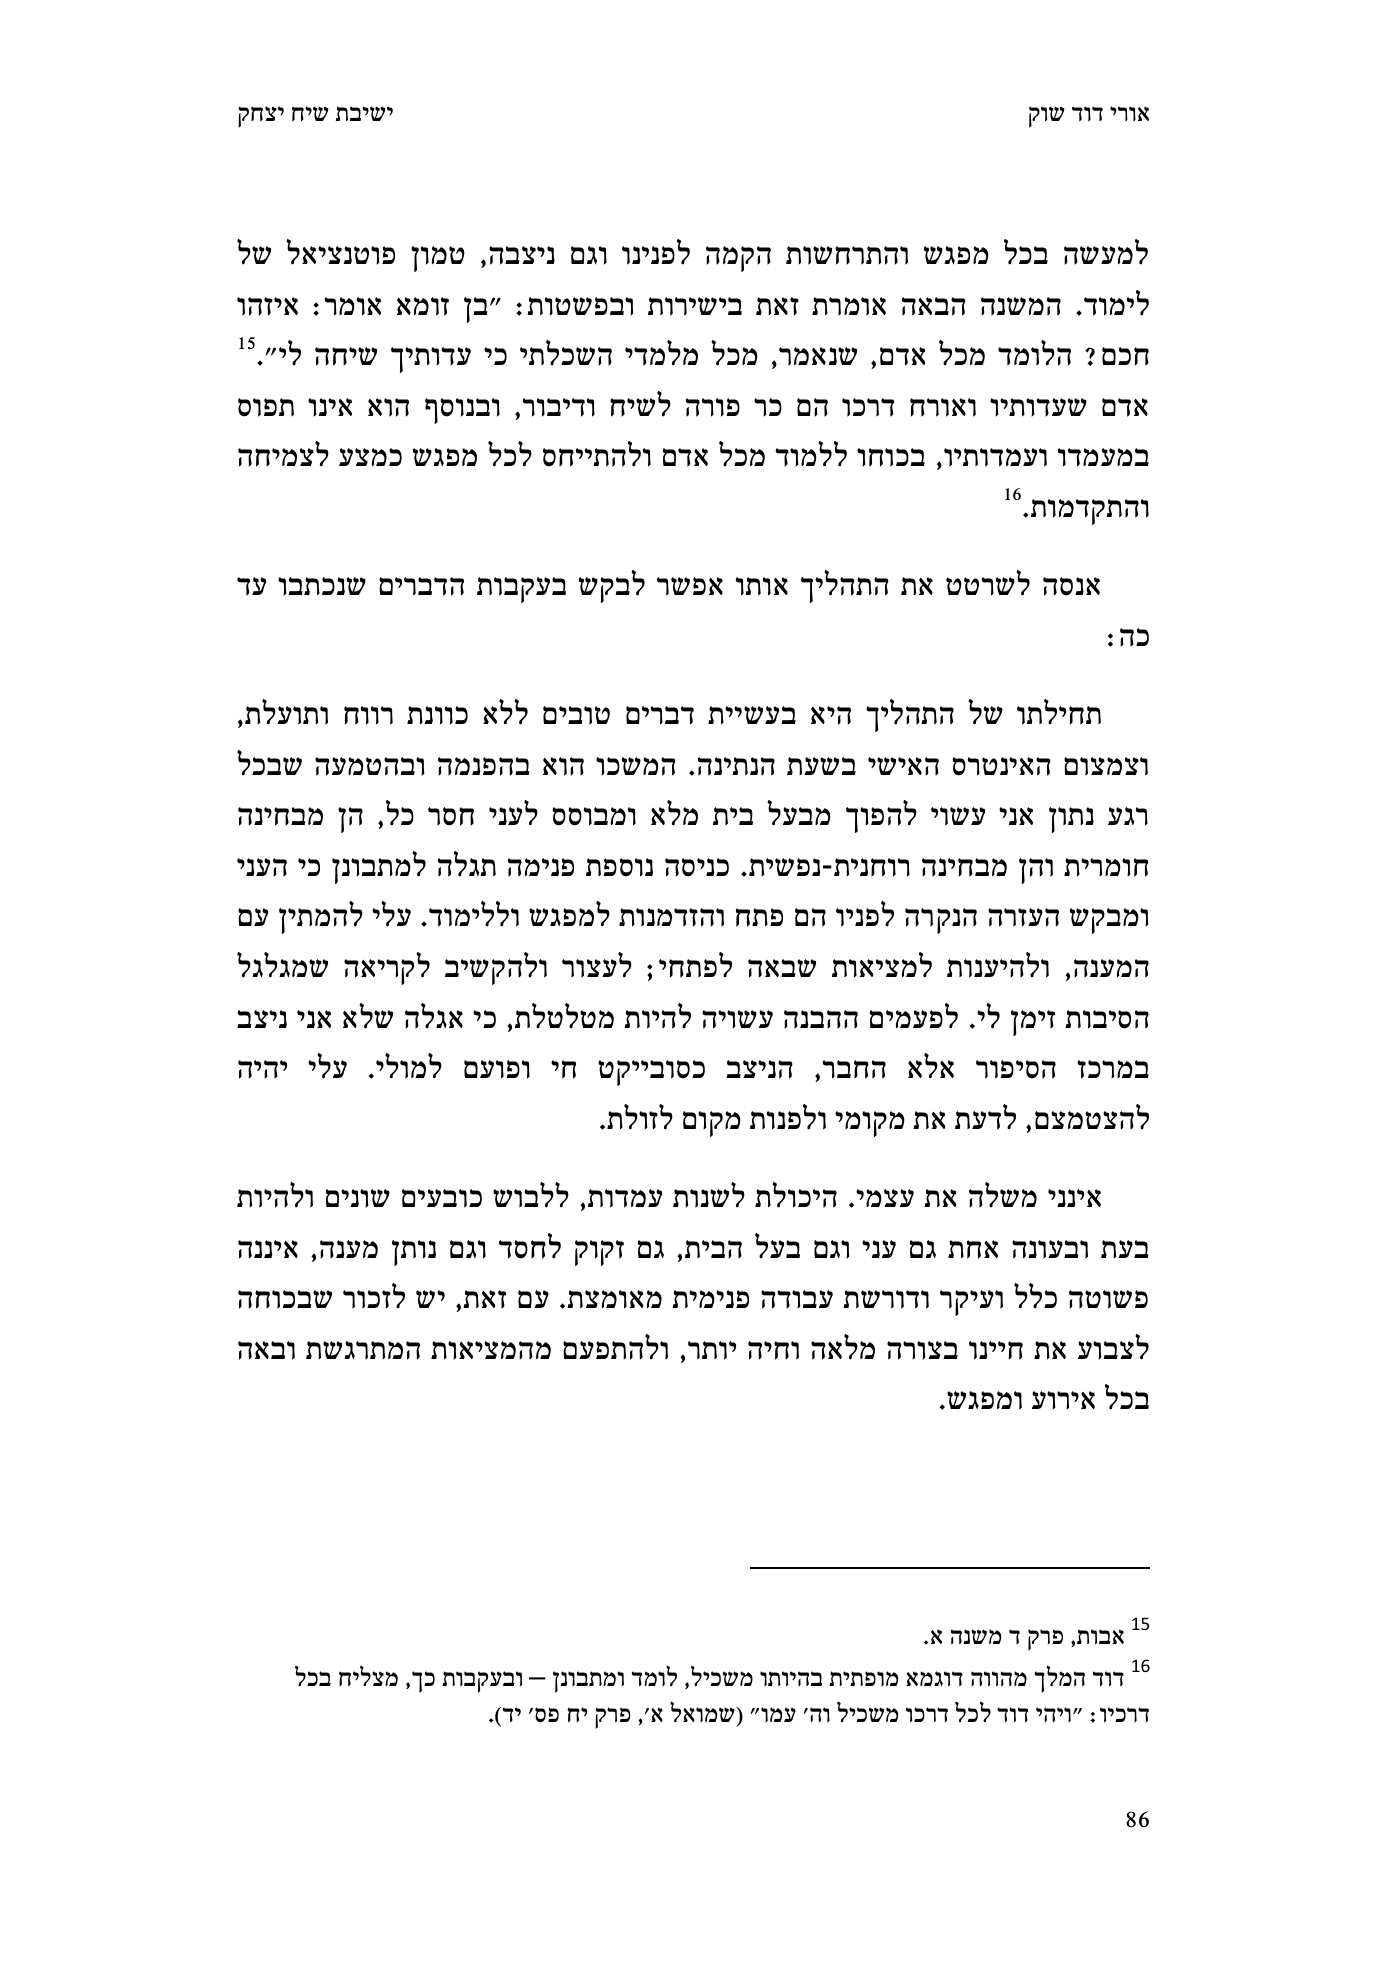 אורי דוד שוק
ישיבת שיח יצחק
למעשה בכל מפגש והתרחשות הקמה לפנינו וגם ניצבה, טמון פוטנציאל של
לימוד. המשנה הבאה אומרת זאת בישירות ובפשטות: "בן זומא אומר: איזהו
חכם? הלומד מכל אדם, שנאמר, מכל מלמדי השכלתי כי עדותיך שיחה לי".15
אדם שעדותיו ואורח דרכו הם כר פורה לשיח ודיבור, ובנוסף הוא אינו תפוס
במעמדו ועמדותיו, בכוחו ללמוד מכל אדם ולהתייחס לכל מפגש כמצע לצמיחה
והתקדמות.16
אנסה לשרטט את התהליך אותו אפשר לבקש בעקבות הדברים שנכתבו עד
כה:
תחילתו של התהליך היא בעשיית דברים טובים ללא כוונת רווח ותועלת,
וצמצום האינטרס האישי בשעת הנתינה. המשכו הוא בהפנמה ובהטמעה שבכל
רגע נתון אני עשוי להפוך מבעל בית מלא ומבוסס לעני חסר כל, הן מבחינה
חומרית והן מבחינה רוחנית-נפשית. כניסה נוספת פנימה תגלה למתבונן כי העני
ומבקש העזרה הנקרה לפניו הם פתח והזדמנות למפגש וללימוד. עלי להמתין עם
המענה, ולהיענות למציאות שבאה לפתחי; לעצור ולהקשיב לקריאה שמגלגל
הסיבות זימן לי. לפעמים ההבנה עשויה להיות מטלטלת, כי אגלה שלא אני ניצב
במרכז הסיפור אלא החבר, הניצב כסובייקט חי ופועם למולי. עלי יהיה
להצטמצם, לדעת את מקומי ולפנות מקום לזולת.
אינני משלה את עצמי. היכולת לשנות עמדות, ללבוש כובעים שונים ולהיות
בעת ובעונה אחת גם עני וגם בעל הבית, גם זקוק לחסד וגם נותן מענה, איננה
פשוטה כלל ועיקר ודורשת עבודה פנימית מאומצת. עם זאת, יש לזכור שבכוחה
לצבוע את חיינו בצורה מלאה וחיה יותר, ולהתפעם מהמציאות המתרגשת ובאה
בכל אירוע ומפגש.
15 אבות, פרק ד משנה א.
16 דוד המלך מהווה דוגמא מופתית בהיותו משכיל, לומד ומתבונן – ובעקבות כך, מצליח בכל
דרכיו: "ויהי דוד לכל דרכו משכיל וה' עמו" (שמואל א', פרק יח פס' יד).
86